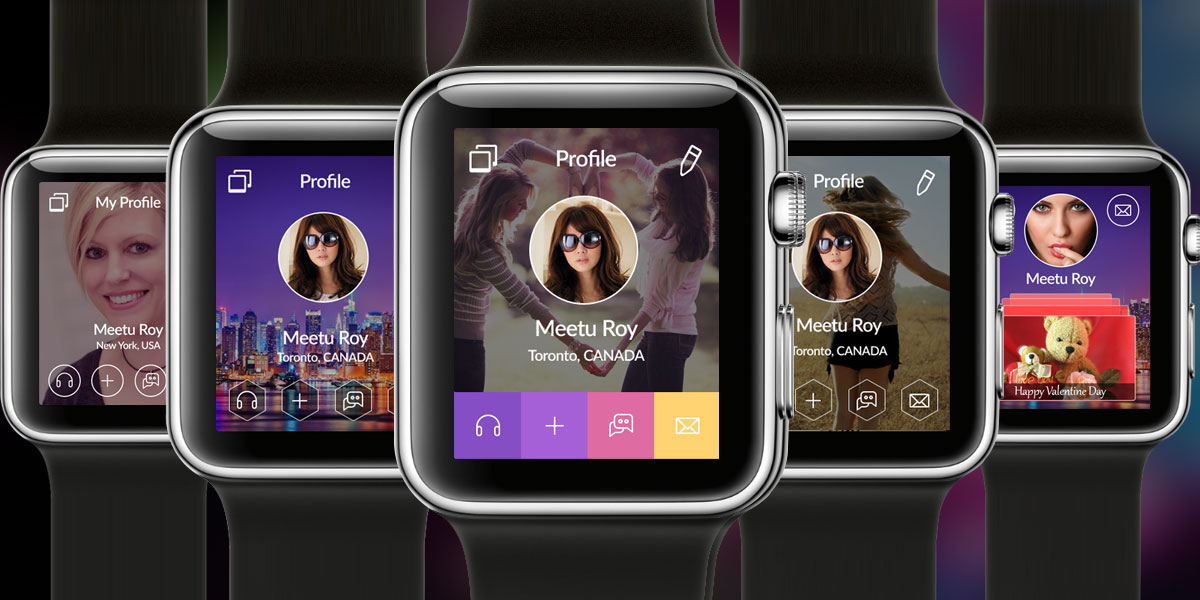 My Profile
Meetu Roy
New York, USA
Profile
Meetu Roy
Toronto, CANADA
Profile
Meetu Roy
Toronto, CANADA
Profile
Meetu Roy
Toronto, CANADA
Meetu Roy
Happy Valentine Day